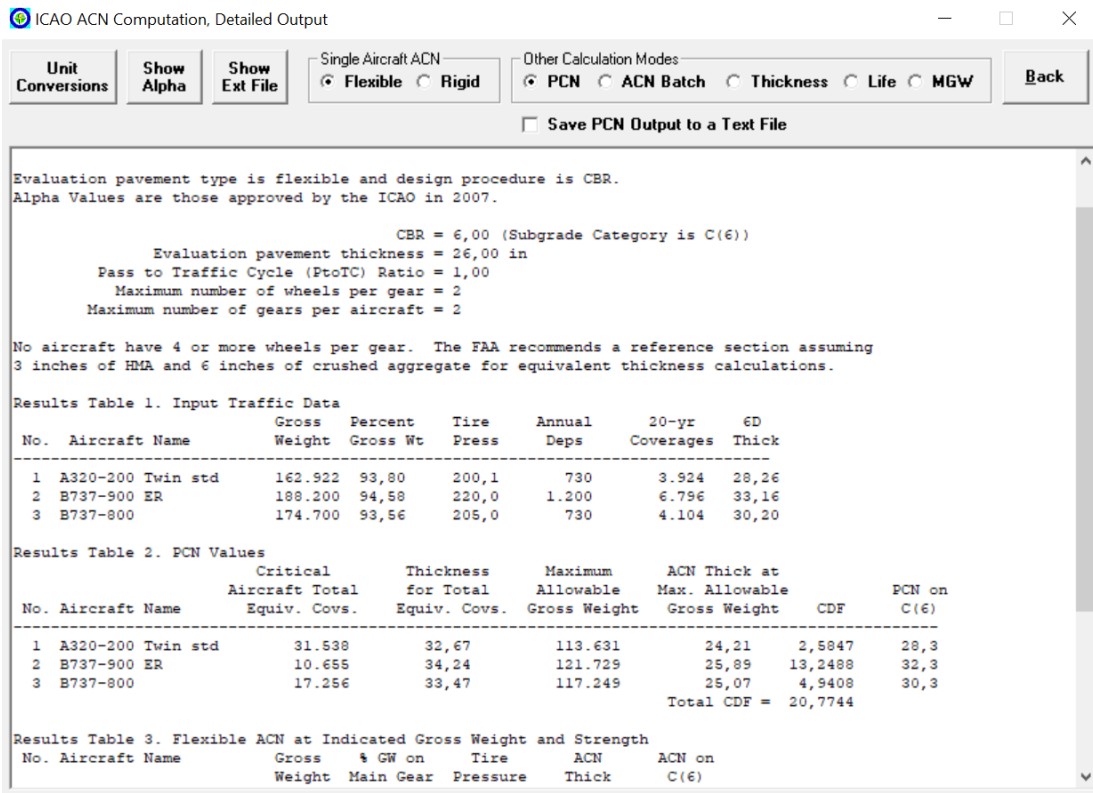 ICAO ACN Computation, Detailed Output
Unit Conversions
Show Alpha
Show Ext File
Single Aircraft ACN
Flexible Rigid
Other Calculation Modes
PCN ACN Batch Thickness Life MGW
Back
Save PCN Output to a Text File
Evaluation pavement type is flexible and design procedure is CBR.
Alpha Values are those approved by the ICAO in 2007.
CBR = 6,00 (Subgrade Category is C(6))
Evaluation pavement thickness = 26,00 in
Pass to Traffic Cycle (PtoTC) Ratio = 1,00
Maximum number of wheels per gear = 2
Maximum number of gears per aircraft = 2
No aircraft have 4 or more wheels per gear. The FAA recommends a reference section assuming
3 inches of HMA and 6 inches of crushed aggregate for equivalent thickness calculations.
Results Table 1. Input Traffic Data
Gross Percent Tire Annual 20-yr 6D
No. Aircraft Name Weight Gross Wt Press Deps Coverages Thick
1 A320-200 Twin std 162.922 93,80 200,1 730 3.924 28,26
2 B737-900 ER 188.200 94,58 220,0 1.200 6.796 33,16
3 B737-800 174.700 93,56 205,0 730 4.104 30,20
Results Table 2. PCN Values
Critical Thickness Maximum ACN Thick at
Aircraft Total for Total Allowable Max. Allowable PCN on
No. Aircraft Name Equiv. Covs. Equiv. Covs. Gross Weight Gross Weight CDF C(6)
1 A320-200 Twin std 31.538 32,67 113.631 24,21 2,5847 28,3
2 B737-900 ER 10.655 34,24 121.729 25,89 13,2488 32,3
3 B737-800 17.256 33,47 117.249 25,07 4,9408 30,3
Total CDF = 20,7744
Results Table 3. Flexible ACN at Indicated Gross Weight and Strength
No. Aircraft Name Gross % GW on Tire ACN ACN on
Weight Main Gear Pressure Thick C(6)